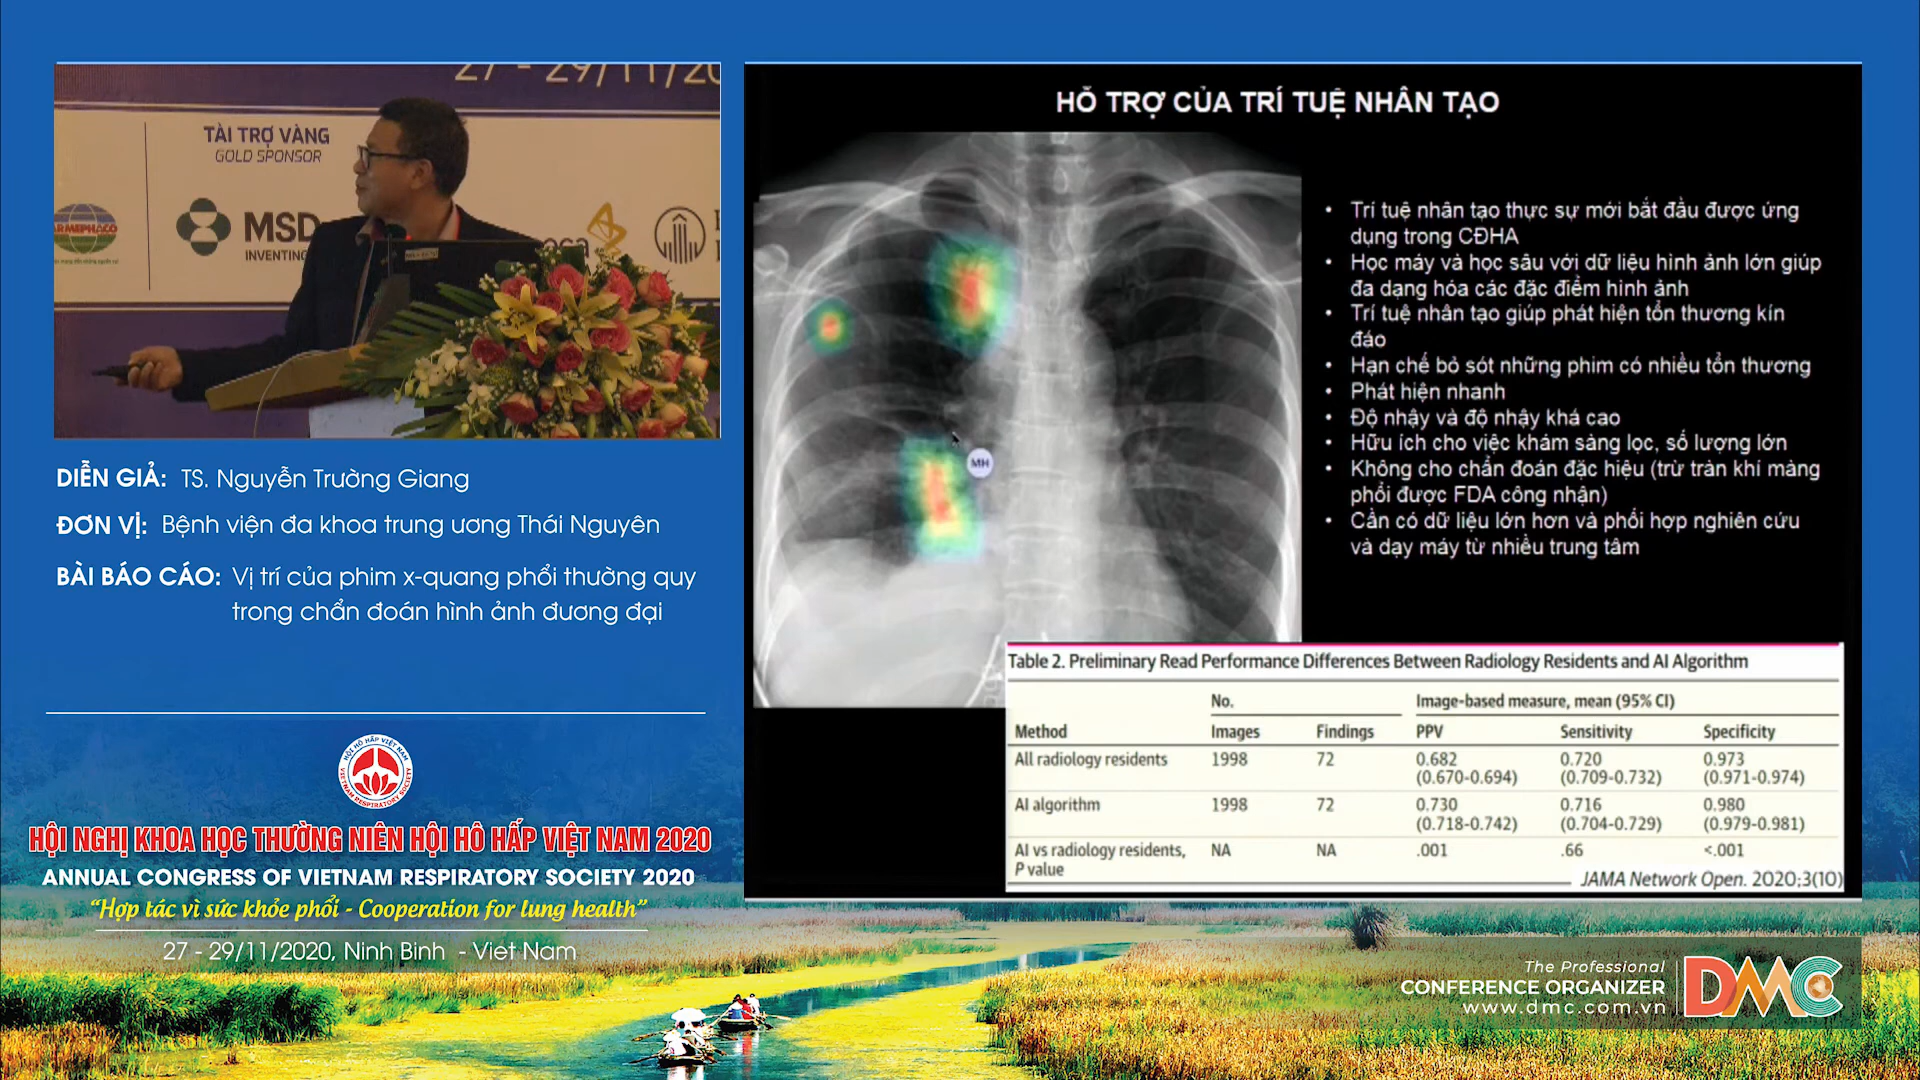 27 - 29/11/20
TÀI TRỢ VÀNG
GOLD SPONSOR
ARMEPHACO
MSD
INVENTING
DIỄN GIẢ: TS. Nguyễn Trường Giang
ĐƠN VỊ: Bệnh viện đa khoa trung ương Thái Nguyên
BÀI BÁO CÁO: Vị trí của phim x-quang phổi thường quy
trong chẩn đoán hình ảnh đương đại
HỘI HÔ HẤP VIỆT NAM
VIETNAM RESPIRATORY SOCIETY
HỘI NGHỊ KHOA HỌC THƯỜNG NIÊN HỘI HÔ HẤP VIỆT NAM 2020
ANNUAL CONGRESS OF VIETNAM RESPIRATORY SOCIETY 2020
“Hợp tác vì sức khỏe phổi - Cooperation for lung health”
27 - 29/11/2020, Ninh Bình - Việt Nam
HỖ TRỢ CỦA TRÍ TUỆ NHÂN TẠO
• Trí tuệ nhân tạo thực sự mới bắt đầu được ứng
dụng trong CĐHA
• Học máy và học sâu với dữ liệu hình ảnh lớn giúp
đa dạng hóa các đặc điểm hình ảnh
• Trí tuệ nhân tạo giúp phát hiện tổn thương kín
đáo
• Hạn chế bỏ sót những phim có nhiều tổn thương
• Phát hiện nhanh
• Độ nhậy và độ nhậy khá cao
• Hữu ích cho việc khám sàng lọc, số lượng lớn
• Không cho chẩn đoán đặc hiệu (trừ tràn khí màng
phổi được FDA công nhận)
• Cần có dữ liệu lớn hơn và phối hợp nghiên cứu
và dạy máy từ nhiều trung tâm
MH
Table 2. Preliminary Read Performance Differences Between Radiology Residents and AI Algorithm
No. Image-based measure, mean (95% CI)
Method Images Findings PPV Sensitivity Specificity
All radiology residents 1998 72 0.682 0.720 0.973
(0.670-0.694) (0.709-0.732) (0.971-0.974)
AI algorithm 1998 72 0.730 0.716 0.980
(0.718-0.742) (0.704-0.729) (0.979-0.981)
AI vs radiology residents, NA NA .001 .66 <.001
P value
JAMA Network Open. 2020;3(10)
The Professional
CONFERENCE ORGANIZER
www.dmc.com.vn
DMC